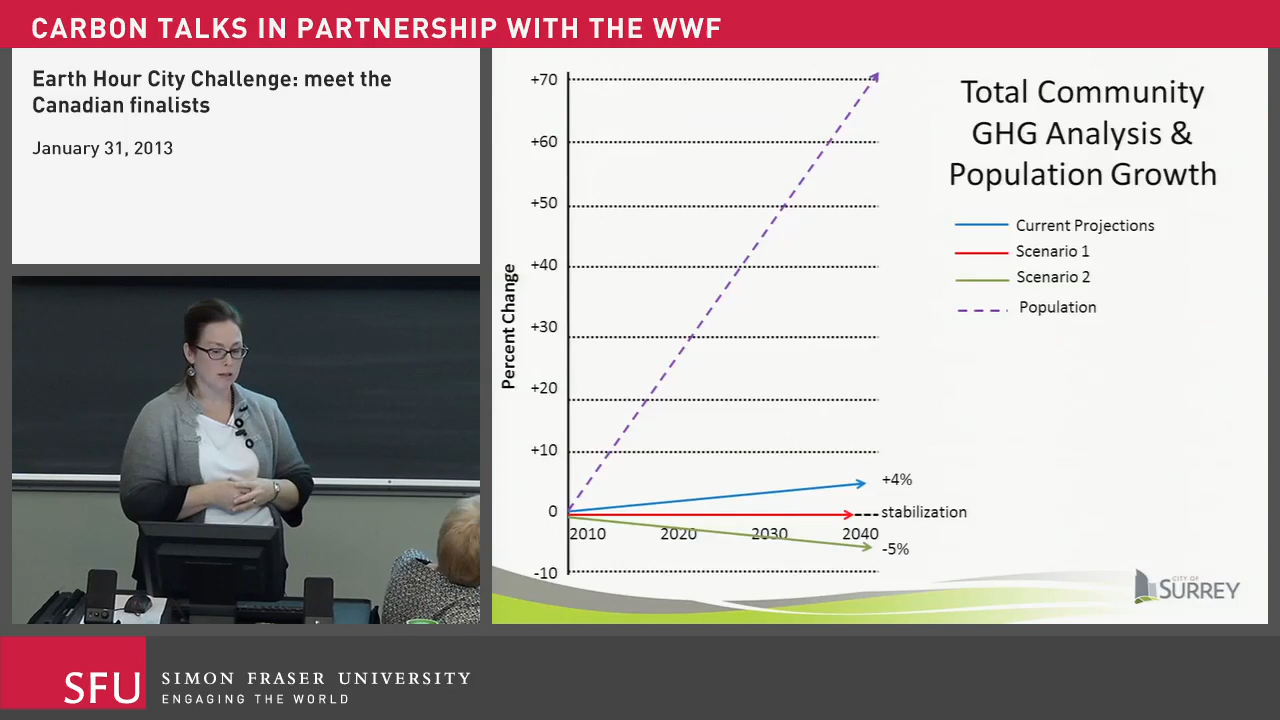 CARBON TALKS IN PARTNERSHIP WITH THE WWF
Earth Hour City Challenge: meet the
Canadian finalists
January 31, 2013
Total Community
GHG Analysis &
Population Growth
Current Projections
Scenario 1
Scenario 2
Population
Percent Change
+70
+60
+50
+40
+30
+20
+10
0
-10
2010
2020
2030
2040
+4%
stabilization
-5%
CITY OF
SURREY
SFU
SIMON FRASER UNIVERSITY
ENGAGING THE WORLD